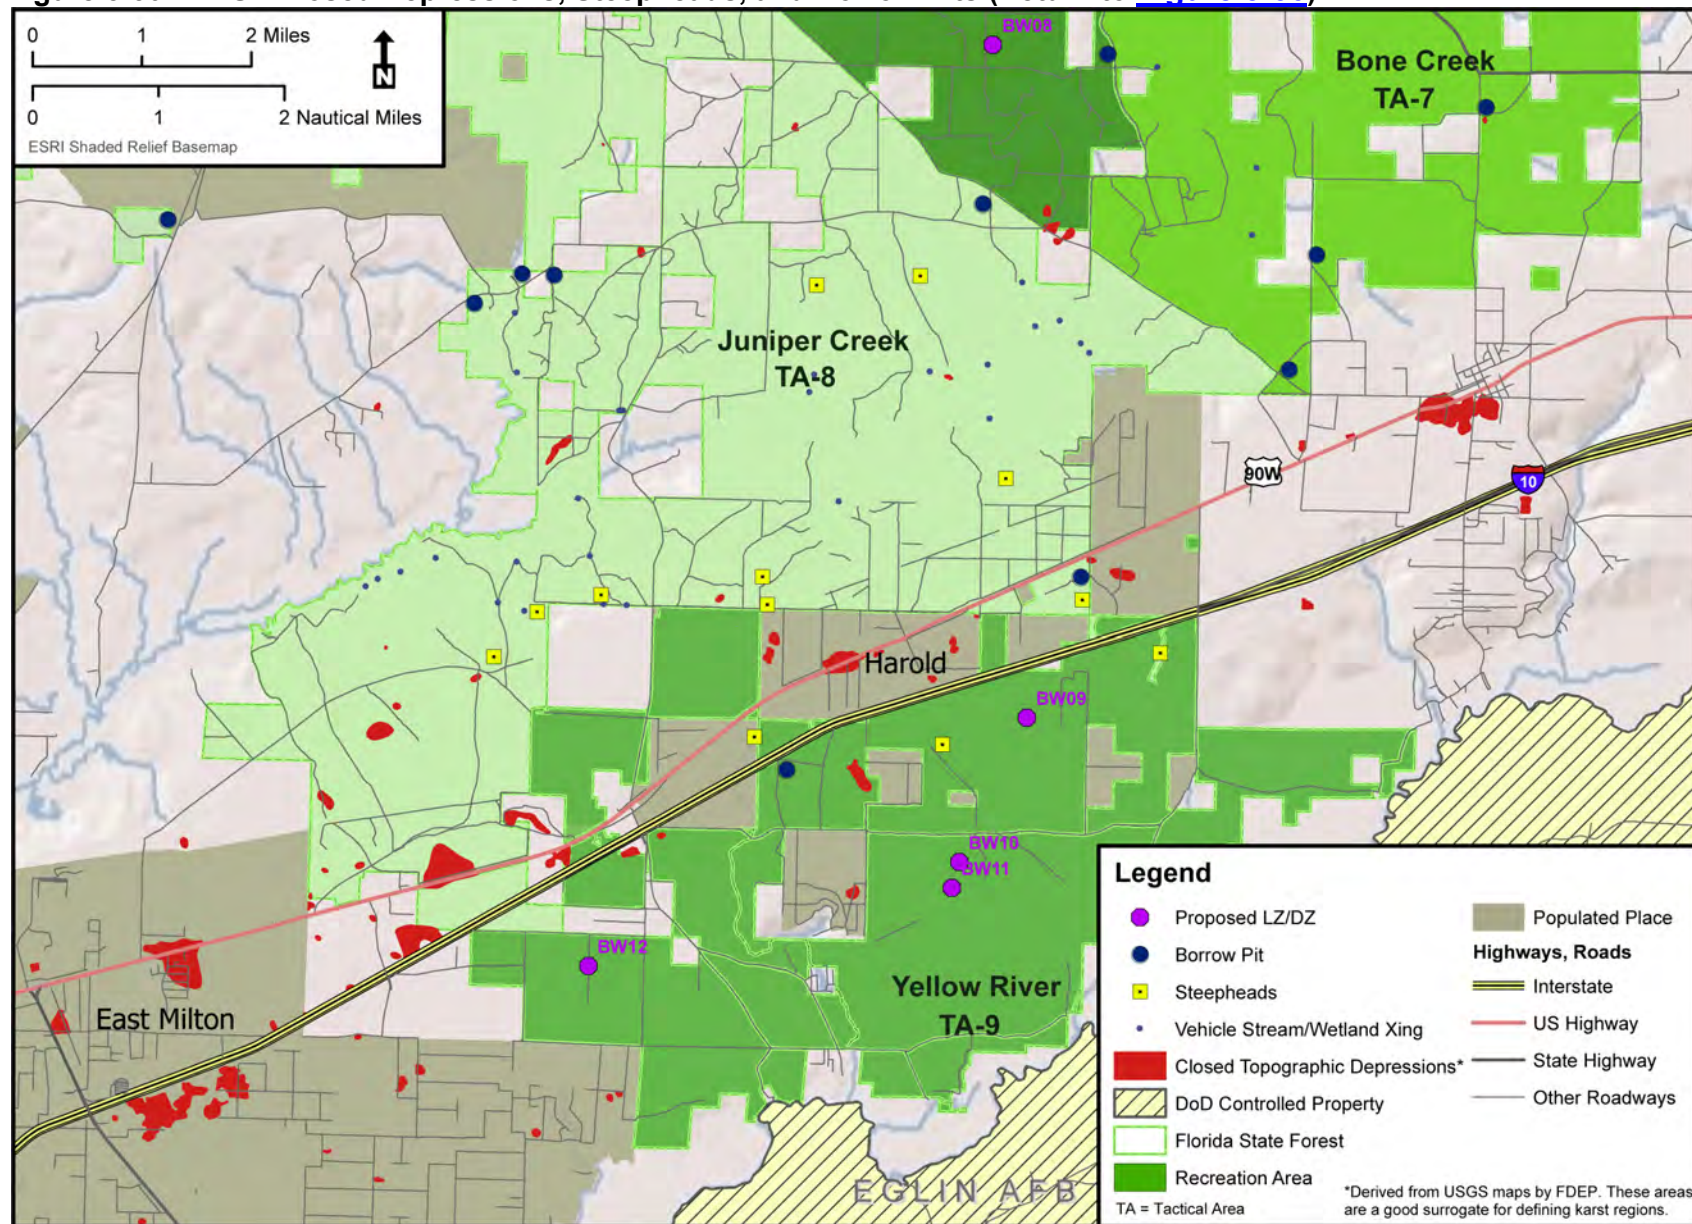 0 1 2 Miles
0 1 2 Nautical Miles
N
ESRI Shaded Relief Basemap
BW08
Bone Creek
TA-7
Juniper Creek
TA-8
90W
10
Harold
BW09
BW10
BW11
BW12
Yellow River
TA-9
East Milton
EGLIN AFB
Legend
Proposed LZ/DZ
Borrow Pit
Steepheads
Vehicle Stream/Wetland Xing
Closed Topographic Depressions*
DoD Controlled Property
Florida State Forest
Recreation Area
TA = Tactical Area
Populated Place
Highways, Roads
Interstate
US Highway
State Highway
Other Roadways
*Derived from USGS maps by FDEP. These areas
are a good surrogate for defining karst regions.